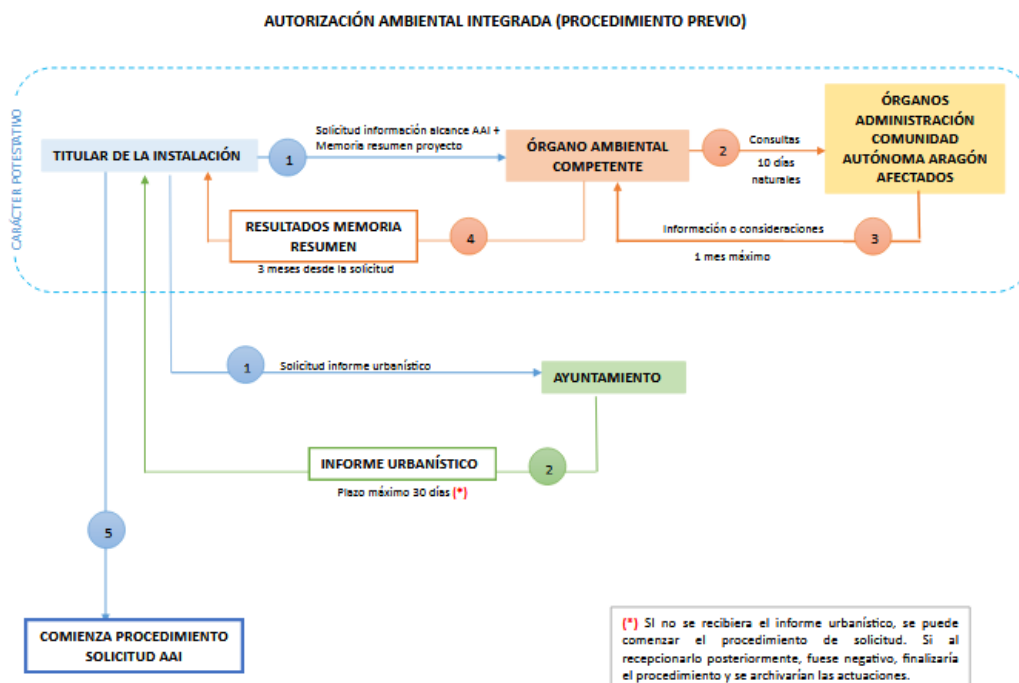 AUTORIZACIÓN AMBIENTAL INTEGRADA (PROCEDIMIENTO PREVIO)
CARÁCTER POTESTATIVO
TITULAR DE LA INSTALACIÓN
1
Solicitud información alcance AAI +
Memoria resumen proyecto
ÓRGANO AMBIENTAL
COMPETENTE
2
Consultas
10 días
naturales
ÓRGANOS
ADMINISTRACIÓN
COMUNIDAD
AUTÓNOMA ARAGÓN
AFECTADOS
RESULTADOS MEMORIA
RESUMEN
3 meses desde la solicitud
4
Información o consideraciones
1 mes máximo
3
1
Solicitud informe urbanístico
AYUNTAMIENTO
INFORME URBANÍSTICO
Plazo máximo 30 días (*)
2
5
COMIENZA PROCEDIMIENTO
SOLICITUD AAI
(*) SI no se recibiera el informe urbanístico, se puede
comenzar el procedimiento de solicitud. Si al
recepcionarlo posteriormente, fuese negativo, finalizaría
el procedimiento y se archivarían las actuaciones.